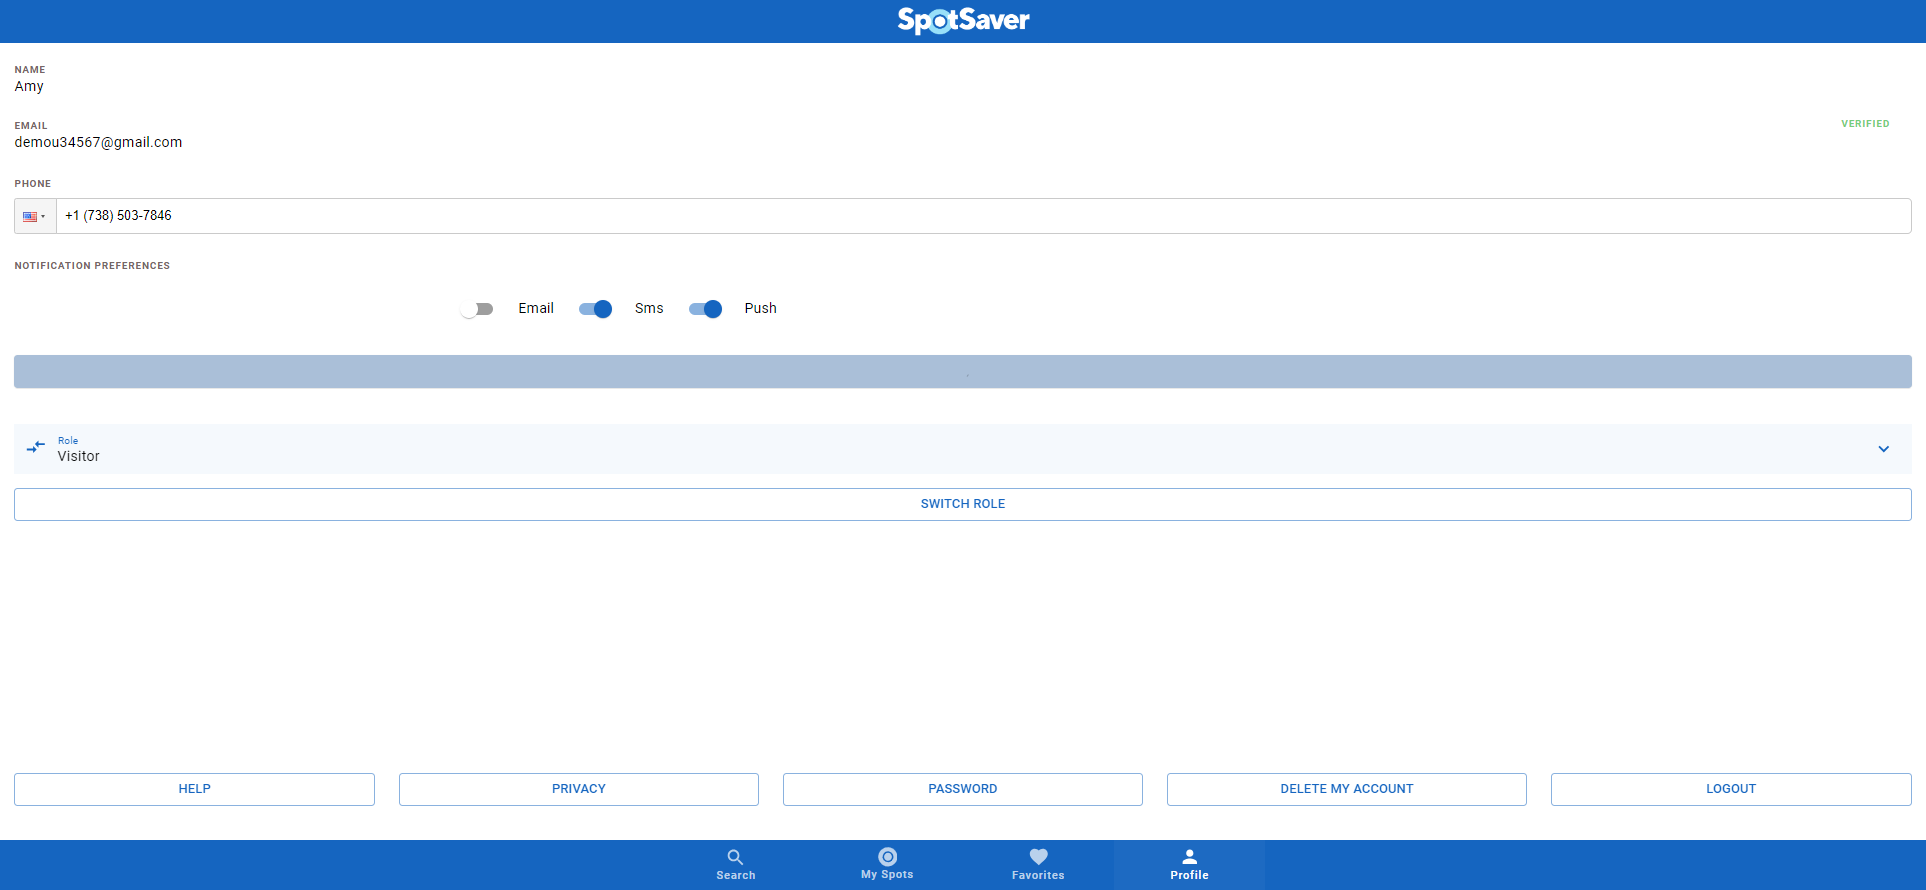 SpotSaver
NAME
Amy
EMAIL
demou34567@gmail.com
VERIFIED
PHONE
+1 (738) 503-7846
NOTIFICATION PREFERENCES
Email Sms Push
Role
Visitor
SWITCH ROLE
HELP PRIVACY PASSWORD DELETE MY ACCOUNT LOGOUT
Search My Spots Favorites Profile